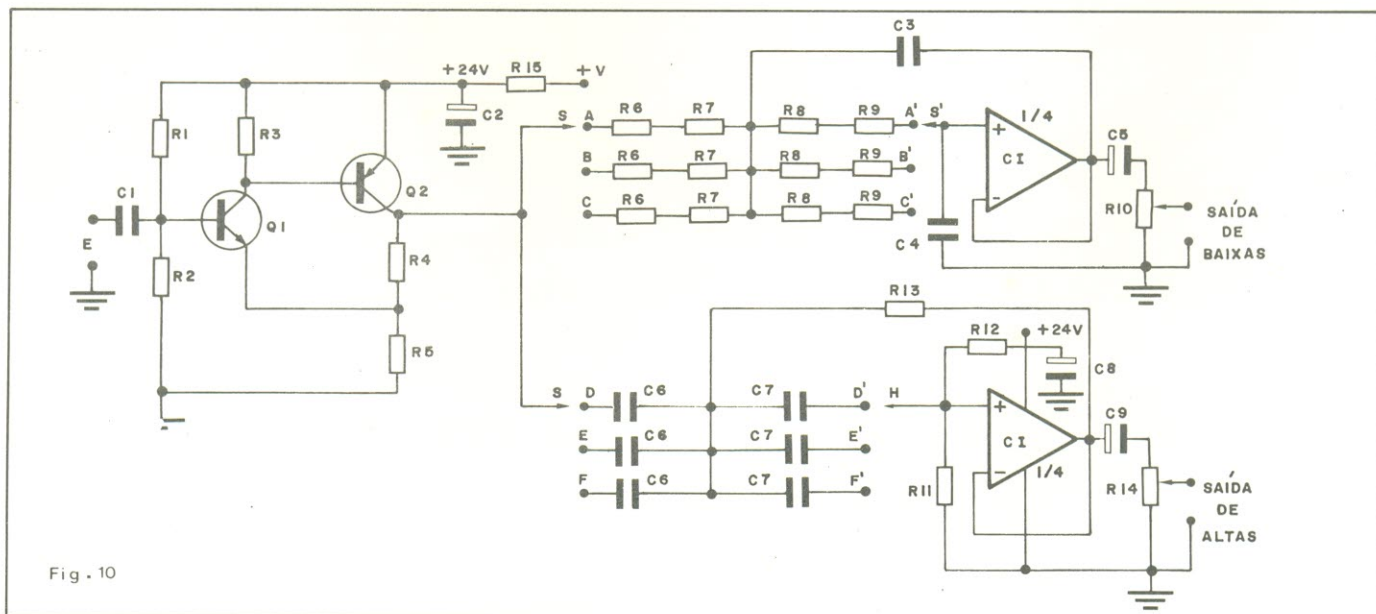 C3
+24V
R15
+V
R1
R3
C2
S
A
R6
R7
R8
R9
A'
S'
1/4
+
CI
-
C5
B
R6
R7
R8
R9
B'
Q2
C1
Q1
C
R6
R7
R8
R9
C'
R10
SAÍDA
DE
BAIXAS
E
R2
R4
C4
R13
R5
R12
+24V
C8
S
D
C6
C7
D'
H
+
CI
-
1/4
C9
E
C6
C7
E'
F
C6
C7
F'
R11
R14
SAÍDA
DE
ALTAS
Fig. 10